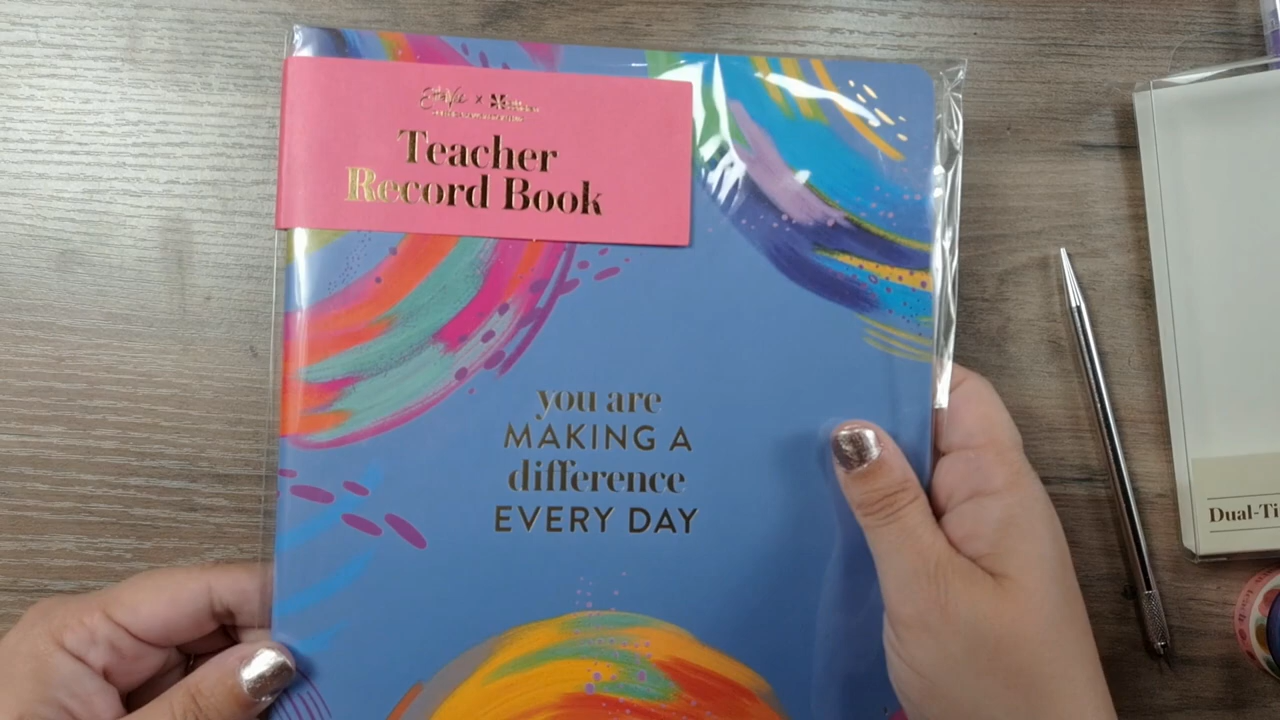 Teacher
Record Book
you are
MAKING A
difference
EVERY DAY
Dual-Ti